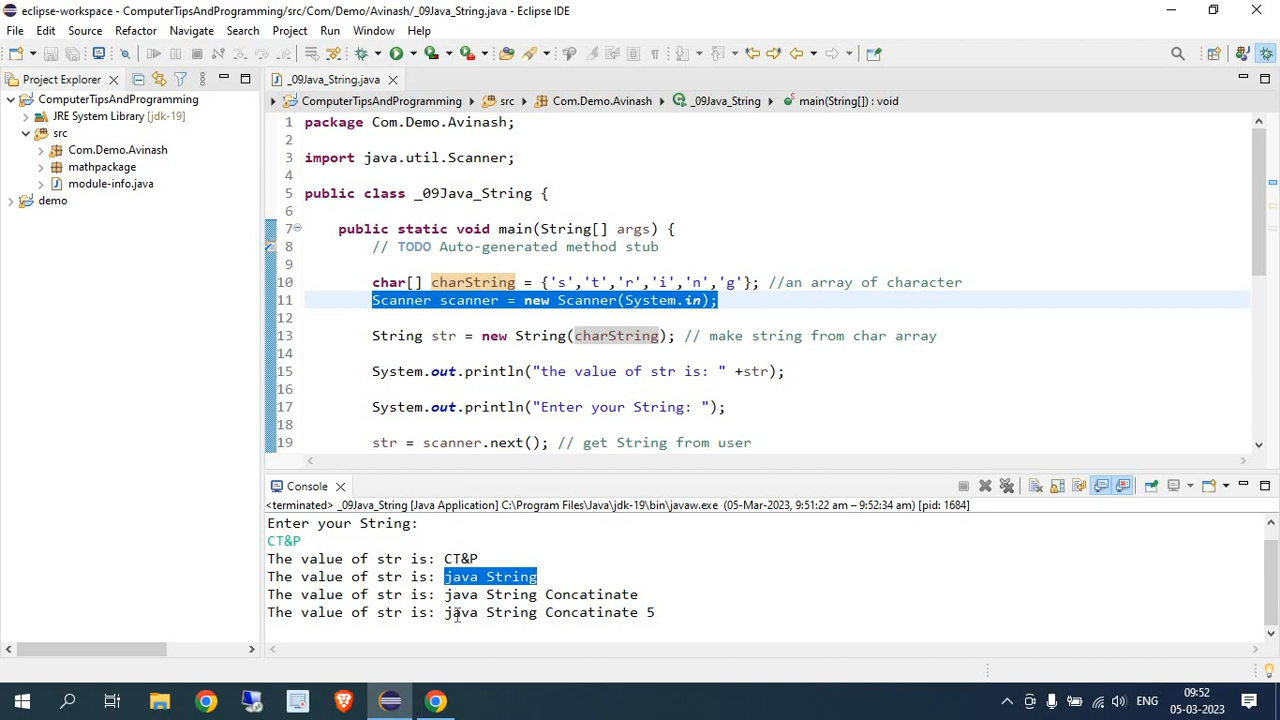 eclipse-workspace - ComputerTipsAndProgramming/src/Com/Demo/Avinash/_09Java_String.java - Eclipse IDE
File Edit Source Refactor Navigate Search Project Run Window Help
Project Explorer
_09Java_String.java
ComputerTipsAndProgramming
JRE System Library [jdk-19]
src
Com.Demo.Avinash
mathpackage
module-info.java
demo
ComputerTipsAndProgramming src Com.Demo.Avinash _09Java_String main(String[]) : void
1 package Com.Demo.Avinash;
2
3 import java.util.Scanner;
4
5 public class _09Java_String {
6
7 public static void main(String[] args) {
8 // TODO Auto-generated method stub
9
10 char[] charString = {'s','t','r','i','n','g'}; //an array of character
11 Scanner scanner = new Scanner(System.in);
12
13 String str = new String(charString); // make string from char array
14
15 System.out.println("the value of str is: " +str);
16
17 System.out.println("Enter your String: ");
18
19 str = scanner.next(); // get String from user
Console
<terminated> _09Java_String [Java Application] C:\Program Files\Java\jdk-19\bin\javaw.exe (05-Mar-2023, 9:51:22 am – 9:52:34 am) [pid: 1684]
Enter your String:
CT&P
The value of str is: CT&P
The value of str is: java String
The value of str is: java String Concatinate
The value of str is: java String Concatinate 5
ENG
09:52
05-03-2023